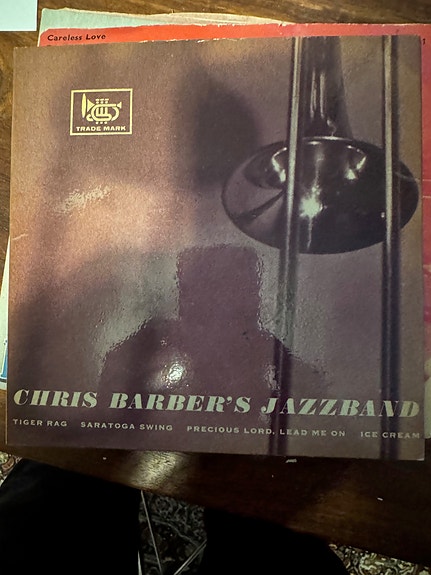 Careless Love
TRADE MARK
CHRIS BARBER'S JAZZBAND
TIGER RAG SARATOGA SWING PRECIOUS LORD, LEAD ME ON ICE CREAM